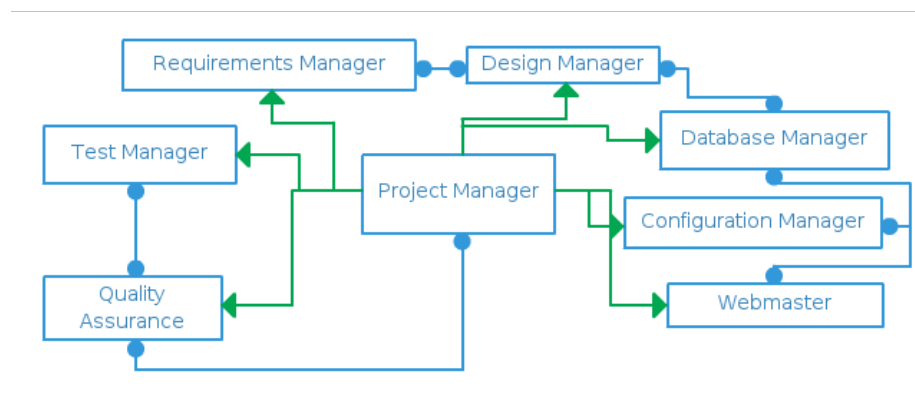 Requirements Manager
Design Manager
Test Manager
Database Manager
Project Manager
Configuration Manager
Quality
Assurance
Webmaster